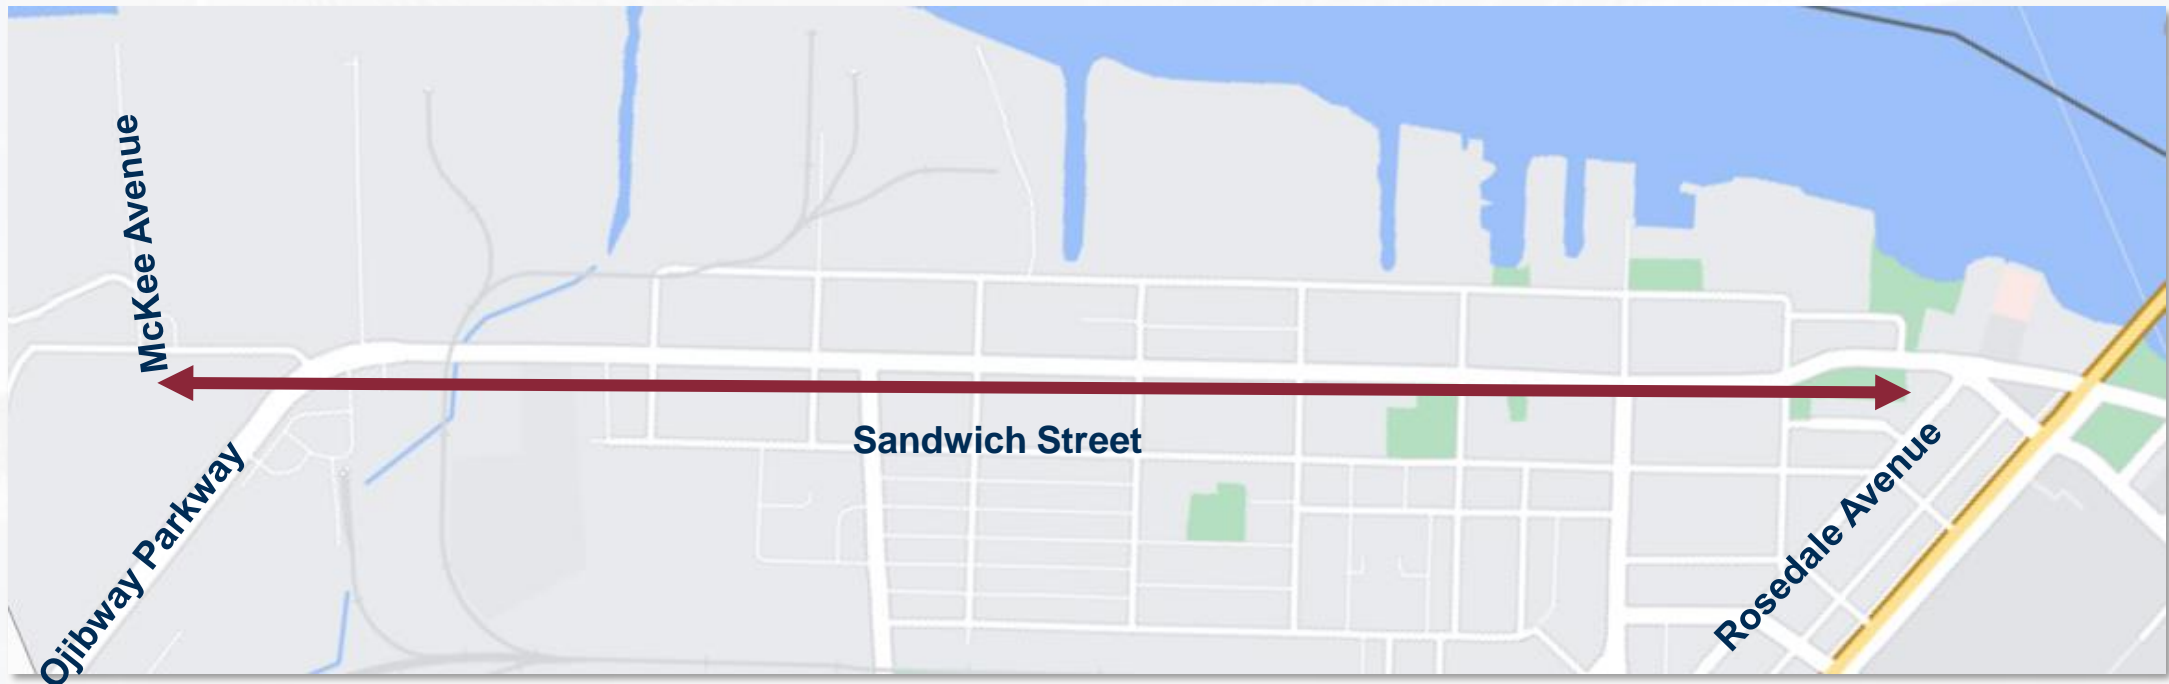 McKee Avenue
Sandwich Street
Ojibway Parkway
Rosedale Avenue